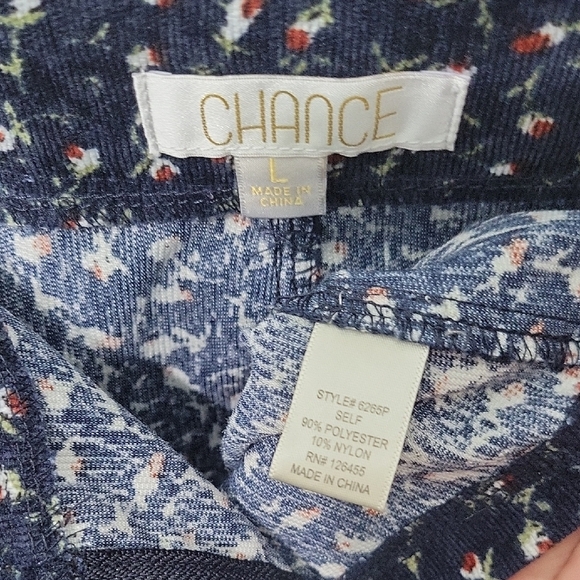 CHANCE
L
MADE IN
CHINA
STYLE# 6265P
SELF
90% POLYESTER
10% NYLON
RN# 126455
MADE IN CHINA